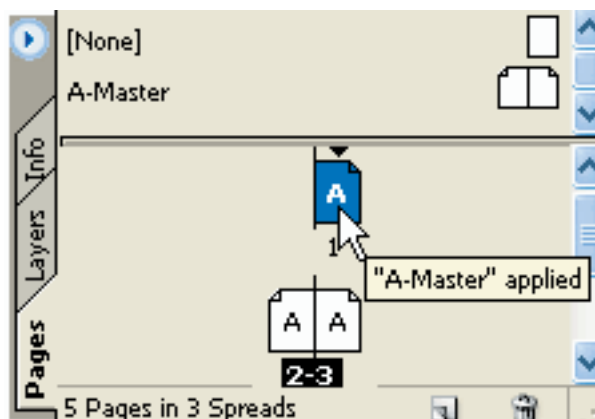 [None]
A-Master
Info
Layers
Pages
A
1
"A-Master" applied
A A
2-3
5 Pages in 3 Spreads